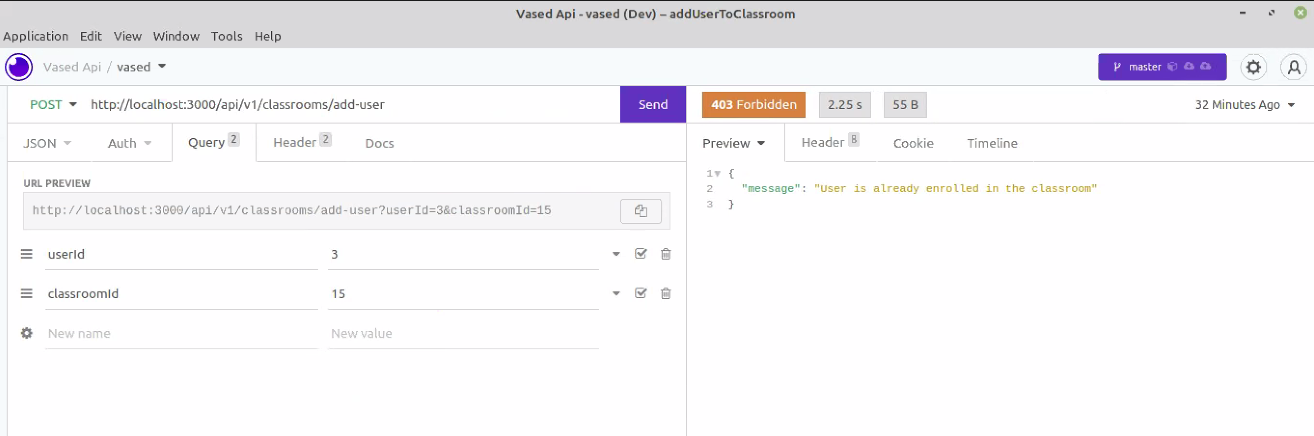 Vased Api - vased (Dev) – addUserToClassroom
Application Edit View Window Tools Help
Vased Api / vased
master
POST http://localhost:3000/api/v1/classrooms/add-user Send
403 Forbidden 2.25 s 55 B 32 Minutes Ago
JSON Auth Query 2 Header 2 Docs
Preview Header 8 Cookie Timeline
URL PREVIEW
http://localhost:3000/api/v1/classrooms/add-user?userId=3&classroomId=15
userId 3
classroomId 15
New name New value
1 {
2 "message": "User is already enrolled in the classroom"
3 }